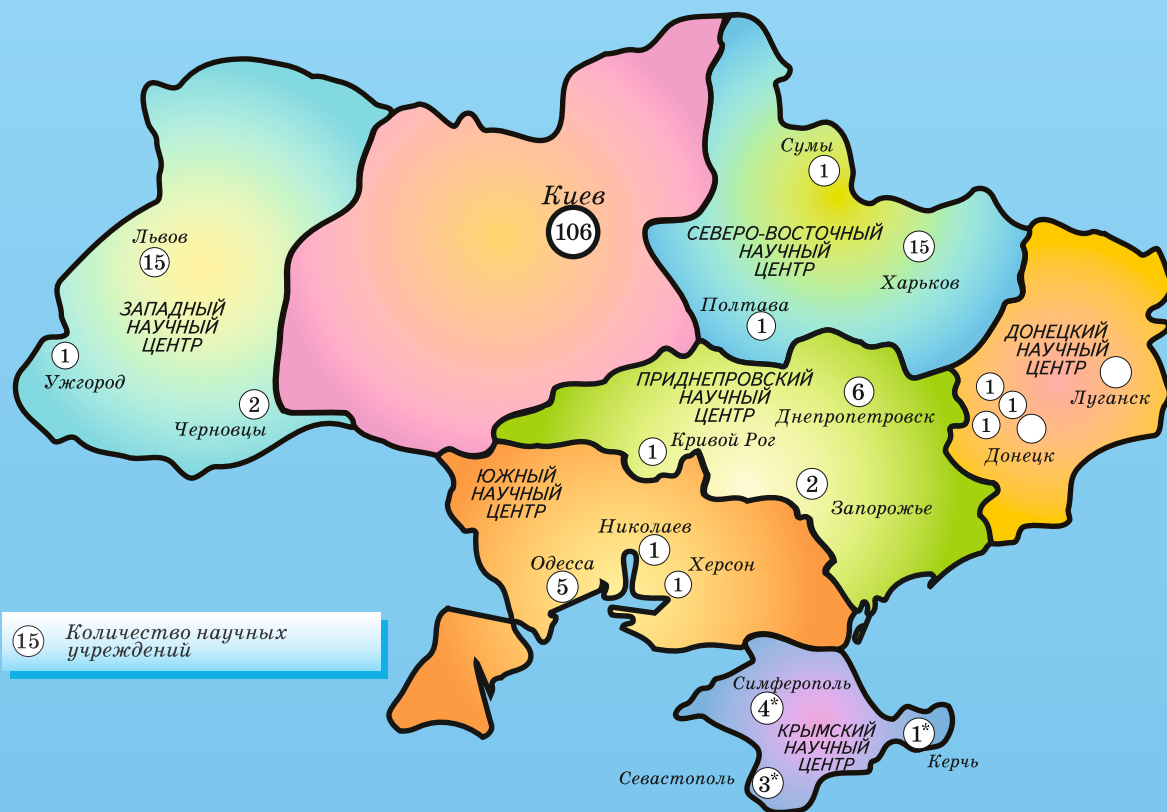 Сумы
1
Киев
106
СЕВЕРО-ВОСТОЧНЫЙ
НАУЧНЫЙ
ЦЕНТР
15
Харьков
Полтава
1
Львов
15
ЗАПАДНЫЙ
НАУЧНЫЙ
ЦЕНТР
1
Ужгород
2
Черновцы
ДОНЕЦКИЙ
НАУЧНЫЙ
ЦЕНТР
Луганск
1
1
1
Донецк
ПРИДНЕПРОВСКИЙ
НАУЧНЫЙ
ЦЕНТР
6
Днепропетровск
1
Кривой Рог
2
Запорожье
ЮЖНЫЙ
НАУЧНЫЙ
ЦЕНТР
Николаев
1
Одесса
5
Херсон
1
15
Количество научных
учреждений
Симферополь
4*
КРЫМСКИЙ
НАУЧНЫЙ
ЦЕНТР
1*
Керчь
Севастополь
3*